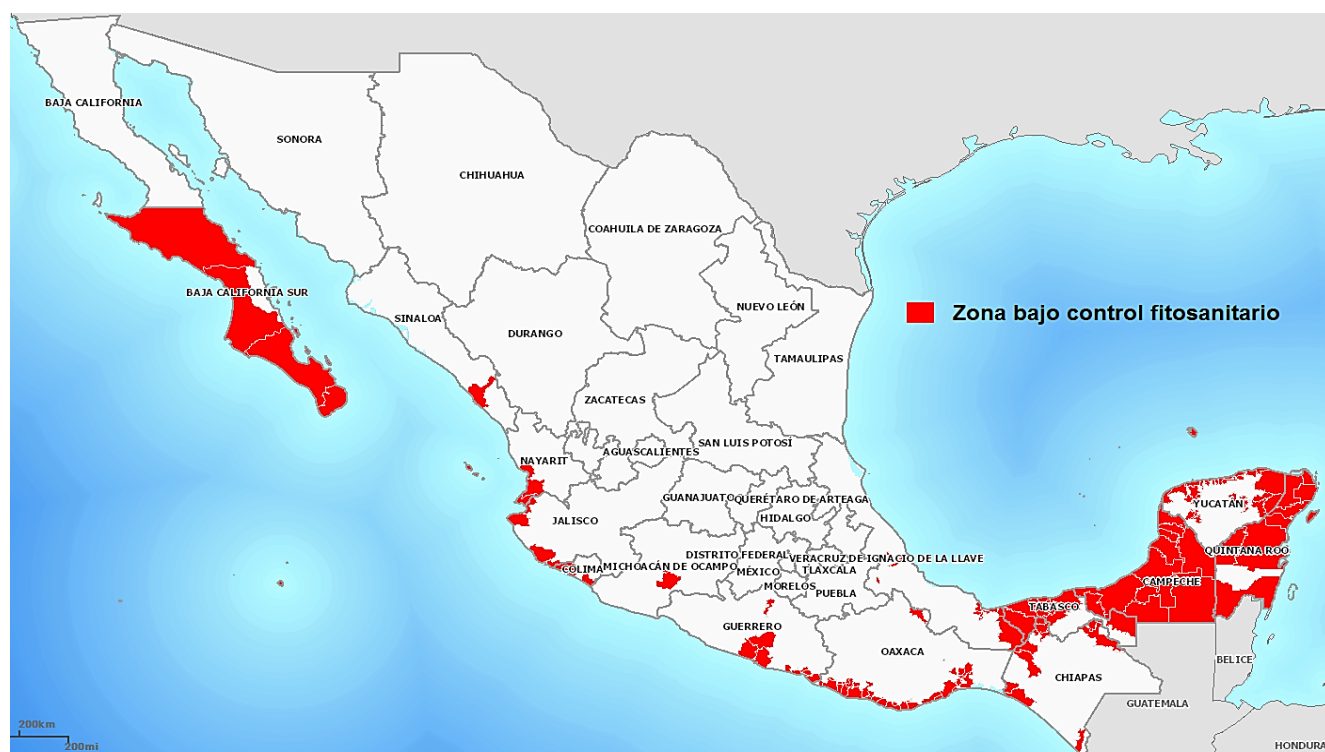 BAJA CALIFORNIA
SONORA
CHIHUAHUA
COAHUILA DE ZARAGOZA
BAJA CALIFORNIA SUR
SINALOA
DURANGO
NUEVO LEÓN
Zona bajo control fitosanitario
TAMAULIPAS
ZACATECAS
SAN LUIS POTOSÍ
NAYARIT
AGUASCALIENTES
GUANAJUATO
QUERÉTARO DE ARTEAGA
YUCATÁN
JALISCO
HIDALGO
QUINTANA ROO
DISTRITO FEDERAL
VERACRUZ DE IGNACIO DE LA LLAVE
COLIMA
MICHOACÁN DE OCAMPO
MÉXICO
TLAXCALA
CAMPECHE
MORELOS
PUEBLA
TABASCO
GUERRERO
OAXACA
BELICE
CHIAPAS
GUATEMALA
200km
200mi
HONDURA